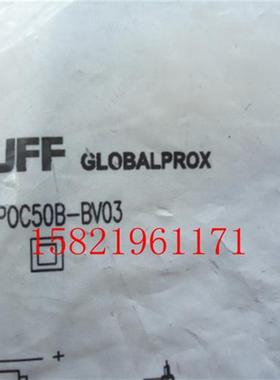 UFF GLOBALPROX
POC50B-BV03
15821961171
+